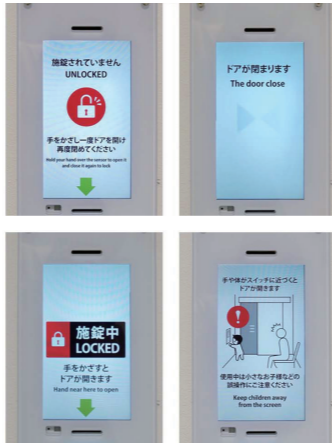 施錠されていません
UNLOCKED
手をかざし一度ドアを開け
再度閉めてください
Hold your hand over the sensor to open it
and close it again to lock
ドアが閉まります
The door close
施錠中
LOCKED
手をかざすと
ドアが開きます
Hand near here to open
手や体がスイッチに近づくと
ドアが開きます
使用中は小さなお子様などの
誤操作にご注意ください
Keep children away
from the screen